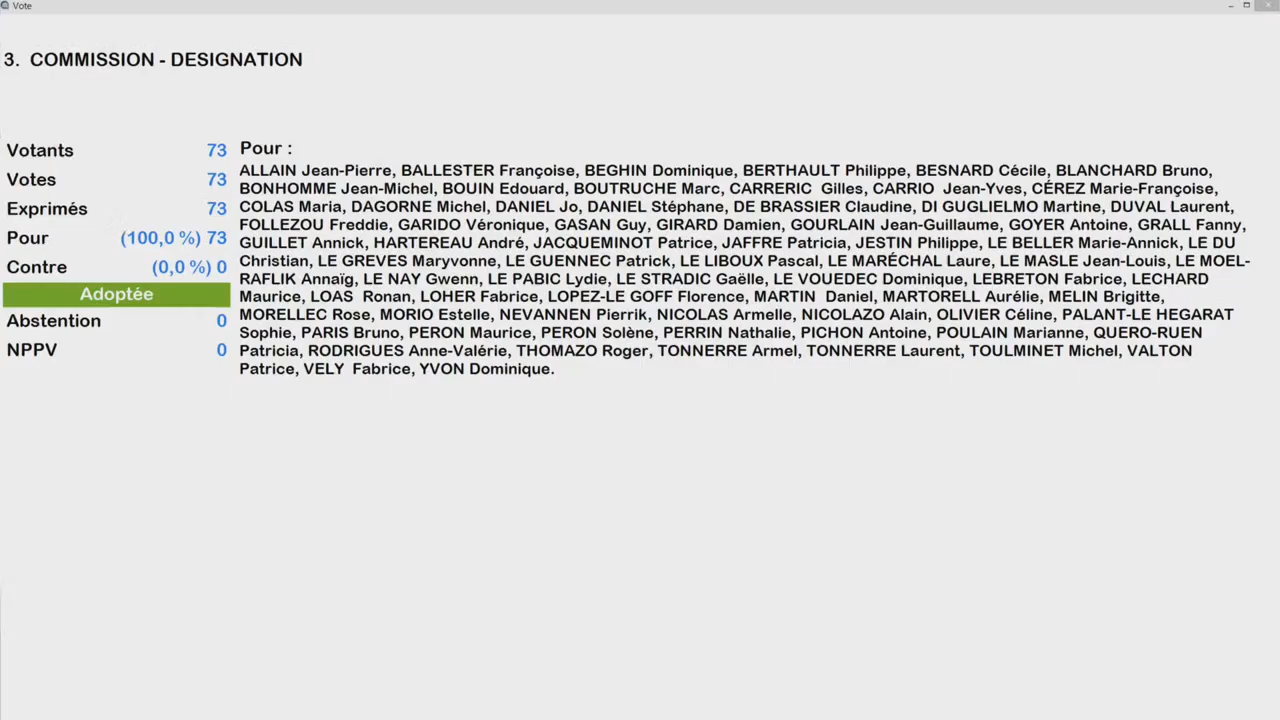 Vote
3. COMMISSION - DESIGNATION
Votants 73
Votes 73
Exprimés 73
Pour (100,0 %) 73
Contre (0,0 %) 0
Adoptée
Abstention 0
NPPV 0
Pour :
ALLAIN Jean-Pierre, BALLESTER Françoise, BEGHIN Dominique, BERTHAULT Philippe, BESNARD Cécile, BLANCHARD Bruno,
BONHOMME Jean-Michel, BOUIN Edouard, BOUTRUCHE Marc, CARRERIC Gilles, CARRIO Jean-Yves, CÉREZ Marie-Françoise,
COLAS Maria, DAGORNE Michel, DANIEL Jo, DANIEL Stéphane, DE BRASSIER Claudine, DI GUGLIELMO Martine, DUVAL Laurent,
FOLLEZOU Freddie, GARIDO Véronique, GASAN Guy, GIRARD Damien, GOURLAIN Jean-Guillaume, GOYER Antoine, GRALL Fanny,
GUILLET Annick, HARTEREAU André, JACQUEMINOT Patrice, JAFFRE Patricia, JESTIN Philippe, LE BELLER Marie-Annick, LE DU
Christian, LE GREVES Maryvonne, LE GUENNEC Patrick, LE LIBOUX Pascal, LE MARÉCHAL Laure, LE MASLE Jean-Louis, LE MOEL-
RAFLIK Annaïg, LE NAY Gwenn, LE PABIC Lydie, LE STRADIC Gaëlle, LE VOUEDEC Dominique, LEBRETON Fabrice, LECHARD
Maurice, LOAS Ronan, LOHER Fabrice, LOPEZ-LE GOFF Florence, MARTIN Daniel, MARTORELL Aurélie, MELIN Brigitte,
MORELLEC Rose, MORIO Estelle, NEVANNEN Pierrik, NICOLAS Armelle, NICOLAZO Alain, OLIVIER Céline, PALANT-LE HEGARAT
Sophie, PARIS Bruno, PERON Maurice, PERON Solène, PERRIN Nathalie, PICHON Antoine, POULAIN Marianne, QUERO-RUEN
Patricia, RODRIGUES Anne-Valérie, THOMAZO Roger, TONNERRE Armel, TONNERRE Laurent, TOULMINET Michel, VALTON
Patrice, VELY Fabrice, YVON Dominique.